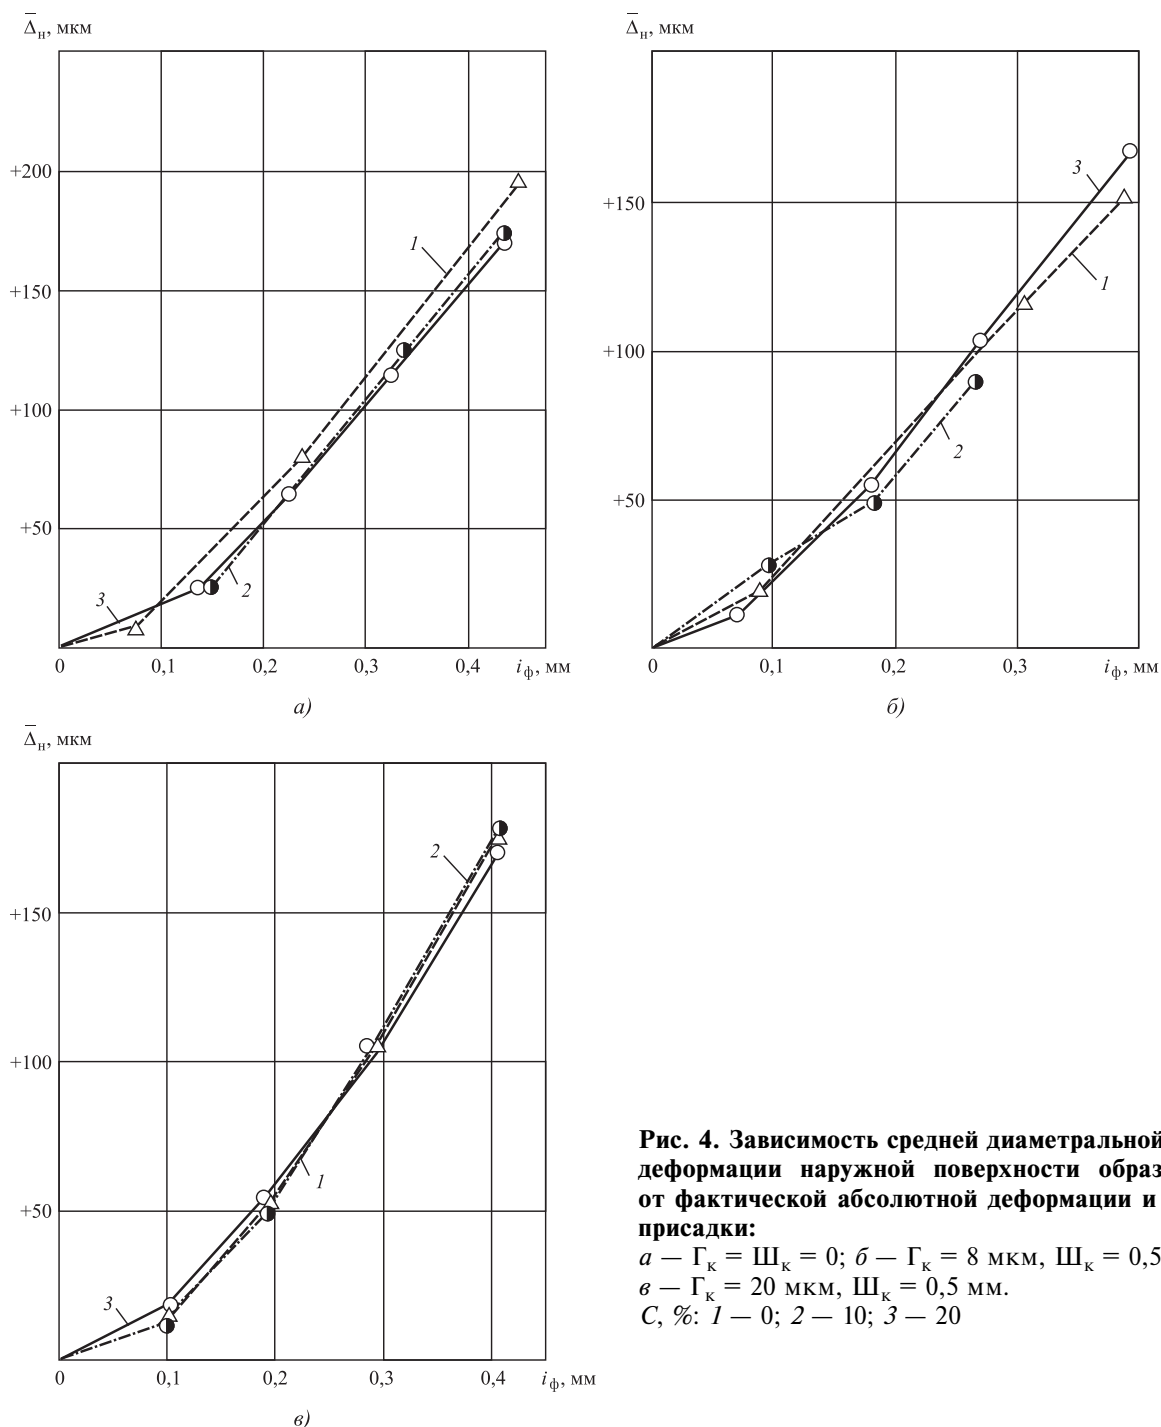 Δ̅н, мкм
+200
+150
+100
+50
1
2
3
0 0,1 0,2 0,3 0,4 iф, мм
а)
Δ̅н, мкм
+150
+100
+50
3
1
2
0 0,1 0,2 0,3 iф, мм
б)
Δ̅н, мкм
+150
+100
+50
2
1
3
0 0,1 0,2 0,3 0,4 iф, мм
в)
Рис. 4. Зависимость средней диаметральной
деформации наружной поверхности образ
от фактической абсолютной деформации и
присадки:
а — Гк = Шк = 0; б — Гк = 8 мкм, Шк = 0,5
в — Гк = 20 мкм, Шк = 0,5 мм.
С, %: 1 — 0; 2 — 10; 3 — 20